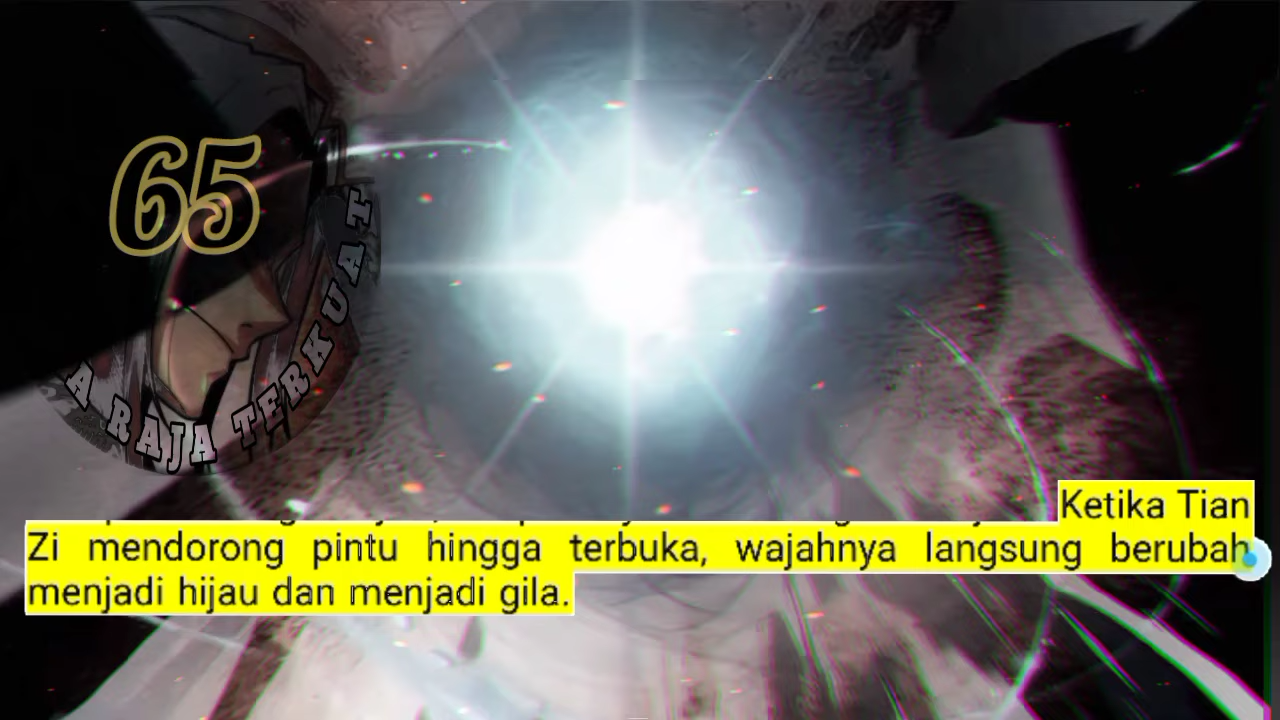 65
A RAJA TERKUAT
Ketika Tian
Zi mendorong pintu hingga terbuka, wajahnya langsung berubah
menjadi hijau dan menjadi gila.